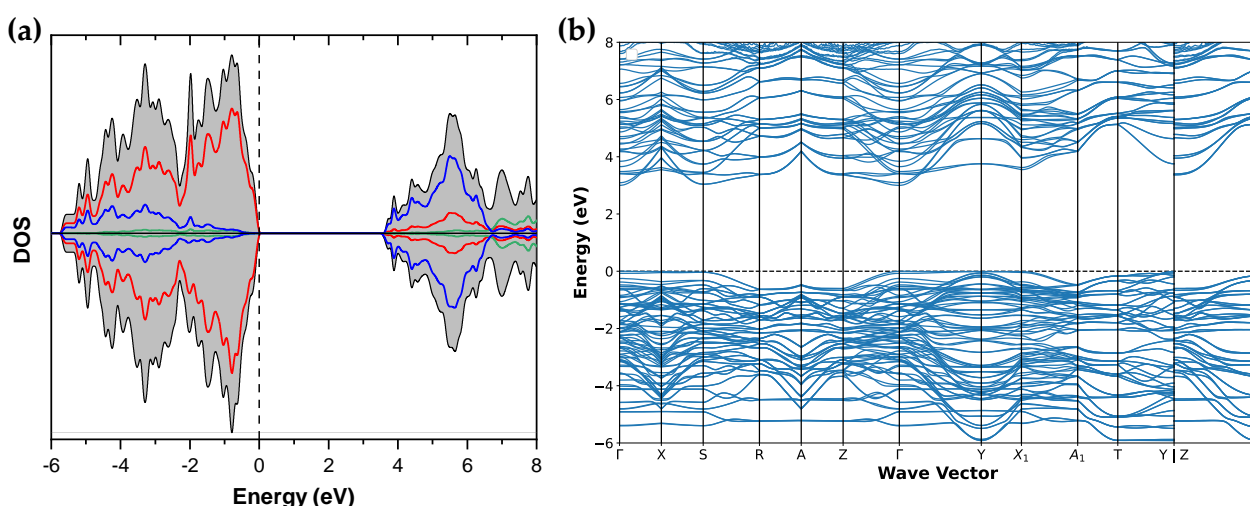 (a)
DOS
-6 -4 -2 0 2 4 6 8
Energy (eV)
(b)
8
6
4
2
0
−2
−4
−6
Energy (eV)
Γ X S R A Z Γ Y X₁ A₁ T Y | Z
Wave Vector